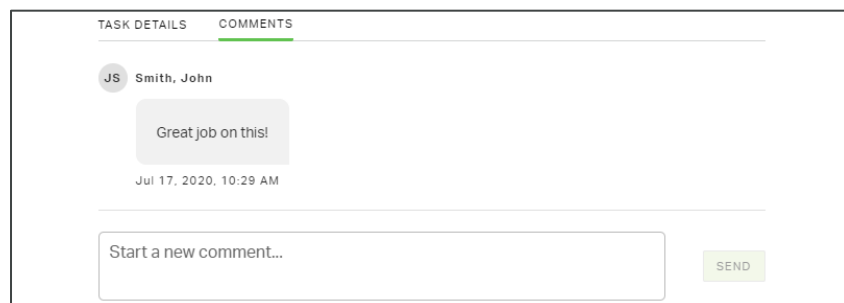 TASK DETAILS COMMENTS
JS Smith, John
Great job on this!
Jul 17, 2020, 10:29 AM
Start a new comment...
SEND